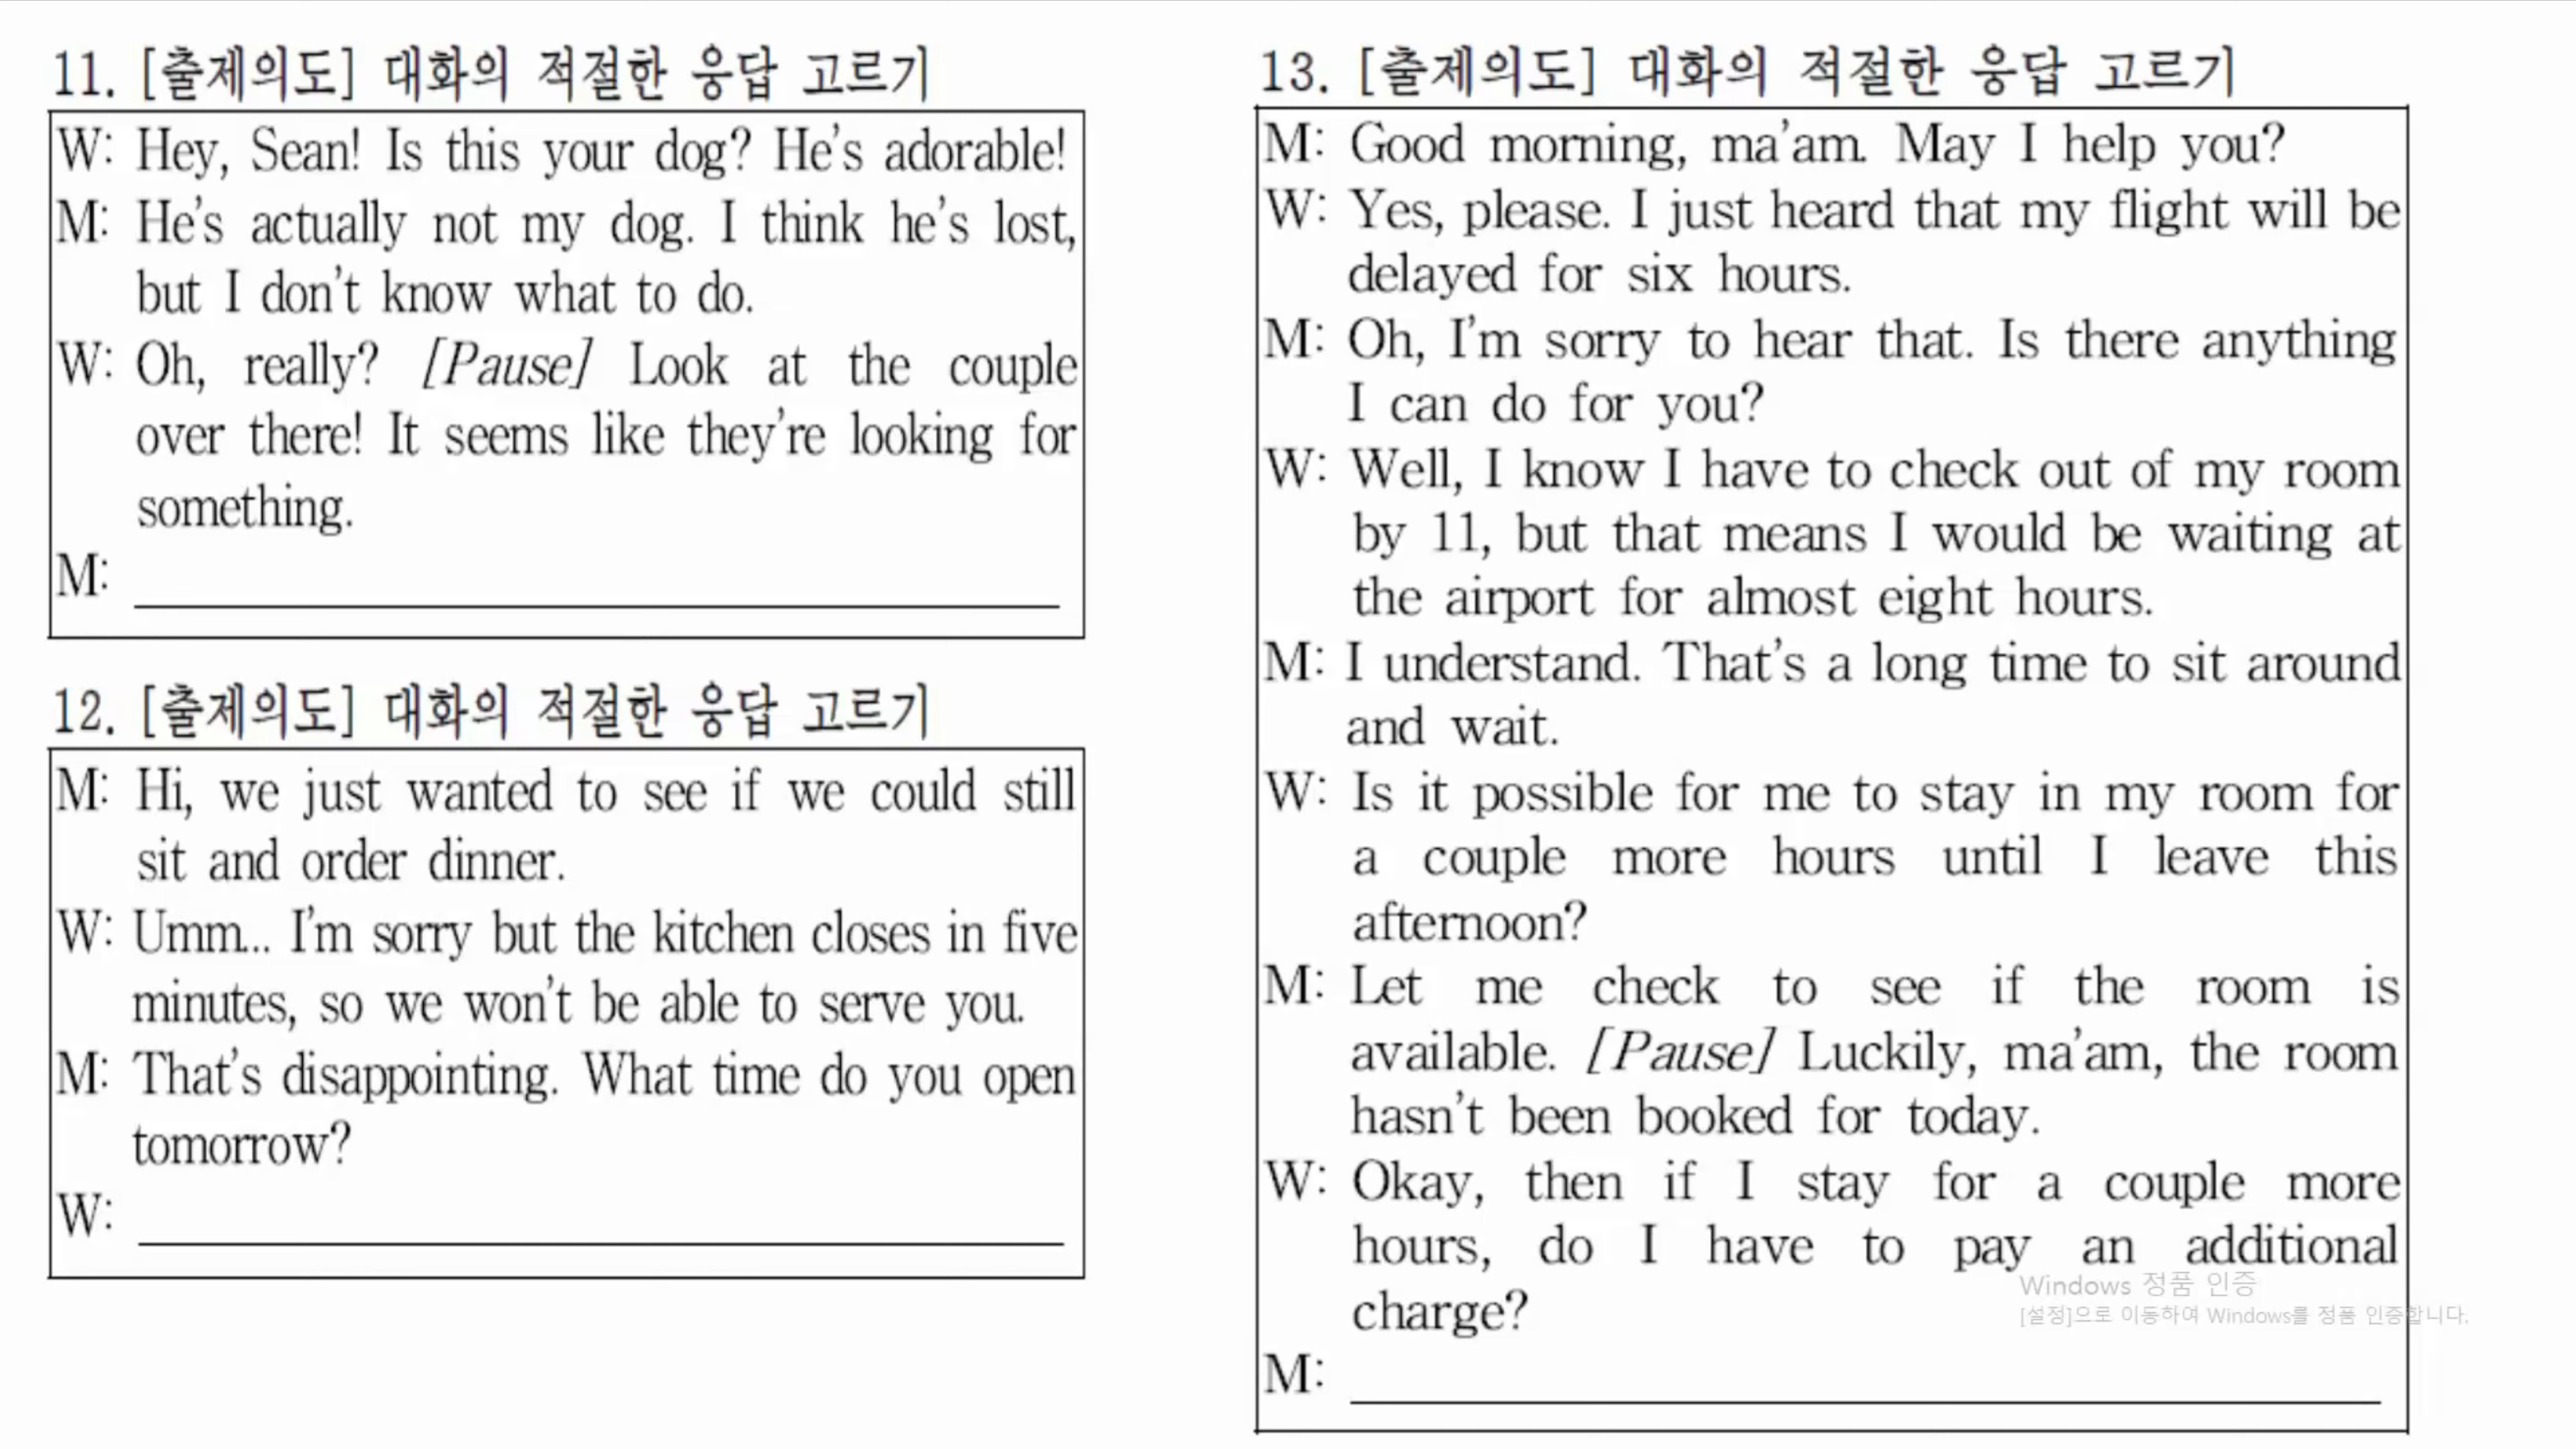 11. [출제의도] 대화의 적절한 응답 고르기
W: Hey, Sean! Is this your dog? He's adorable!
M: He's actually not my dog. I think he's lost,
but I don't know what to do.
W: Oh, really? [Pause] Look at the couple
over there! It seems like they're looking for
something.
M:
12. [출제의도] 대화의 적절한 응답 고르기
M: Hi, we just wanted to see if we could still
sit and order dinner.
W: Umm... I'm sorry but the kitchen closes in five
minutes, so we won't be able to serve you.
M: That's disappointing. What time do you open
tomorrow?
W:
13. [출제의도] 대화의 적절한 응답 고르기
M: Good morning, ma'am. May I help you?
W: Yes, please. I just heard that my flight will be
delayed for six hours.
M: Oh, I'm sorry to hear that. Is there anything
I can do for you?
W: Well, I know I have to check out of my room
by 11, but that means I would be waiting at
the airport for almost eight hours.
M: I understand. That's a long time to sit around
and wait.
W: Is it possible for me to stay in my room for
a couple more hours until I leave this
afternoon?
M: Let me check to see if the room is
available. [Pause] Luckily, ma'am, the room
hasn't been booked for today.
W: Okay, then if I stay for a couple more
hours, do I have to pay an additional
charge?
M:
Windows 정품 인증
[설정]으로 이동하여 Windows를 정품 인증합니다.